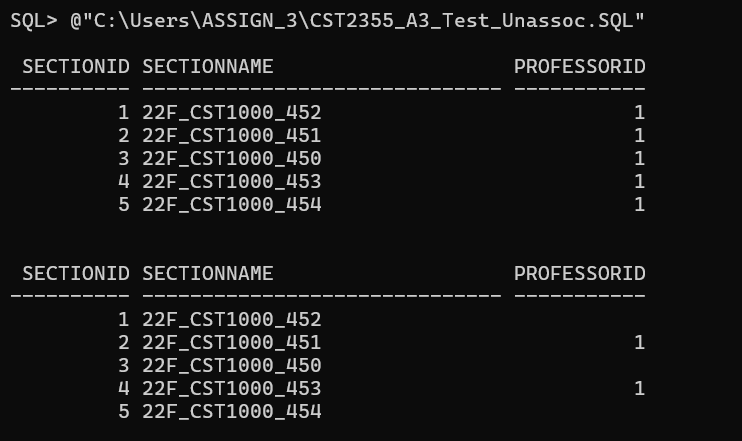 SQL> @"C:\Users\ASSIGN_3\CST2355_A3_Test_Unassoc.SQL"
SECTIONID SECTIONNAME PROFESSORID
---------- ------------------------------ -----------
1 22F_CST1000_452 1
2 22F_CST1000_451 1
3 22F_CST1000_450 1
4 22F_CST1000_453 1
5 22F_CST1000_454 1
SECTIONID SECTIONNAME PROFESSORID
---------- ------------------------------ -----------
1 22F_CST1000_452
2 22F_CST1000_451 1
3 22F_CST1000_450
4 22F_CST1000_453 1
5 22F_CST1000_454